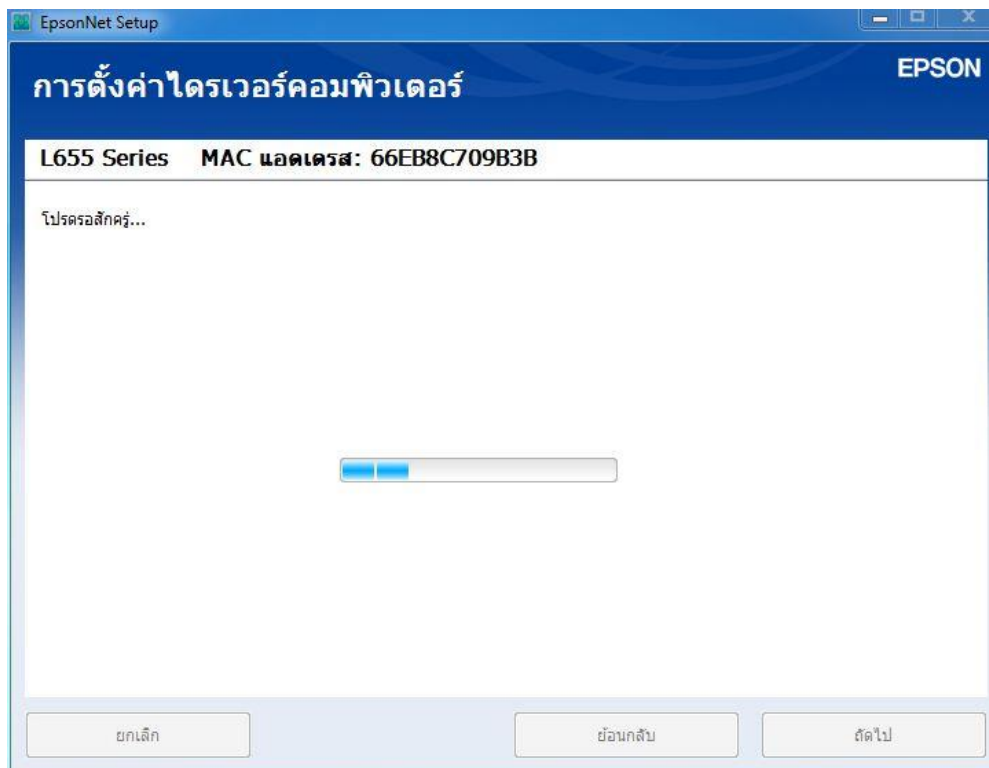 EpsonNet Setup
การตั้งค่าไดรเวอร์คอมพิวเตอร์
EPSON
L655 Series MAC แอดเดรส: 66EB8C709B3B
โปรดรอสักครู่...
ยกเลิก
ย้อนกลับ
ถัดไป